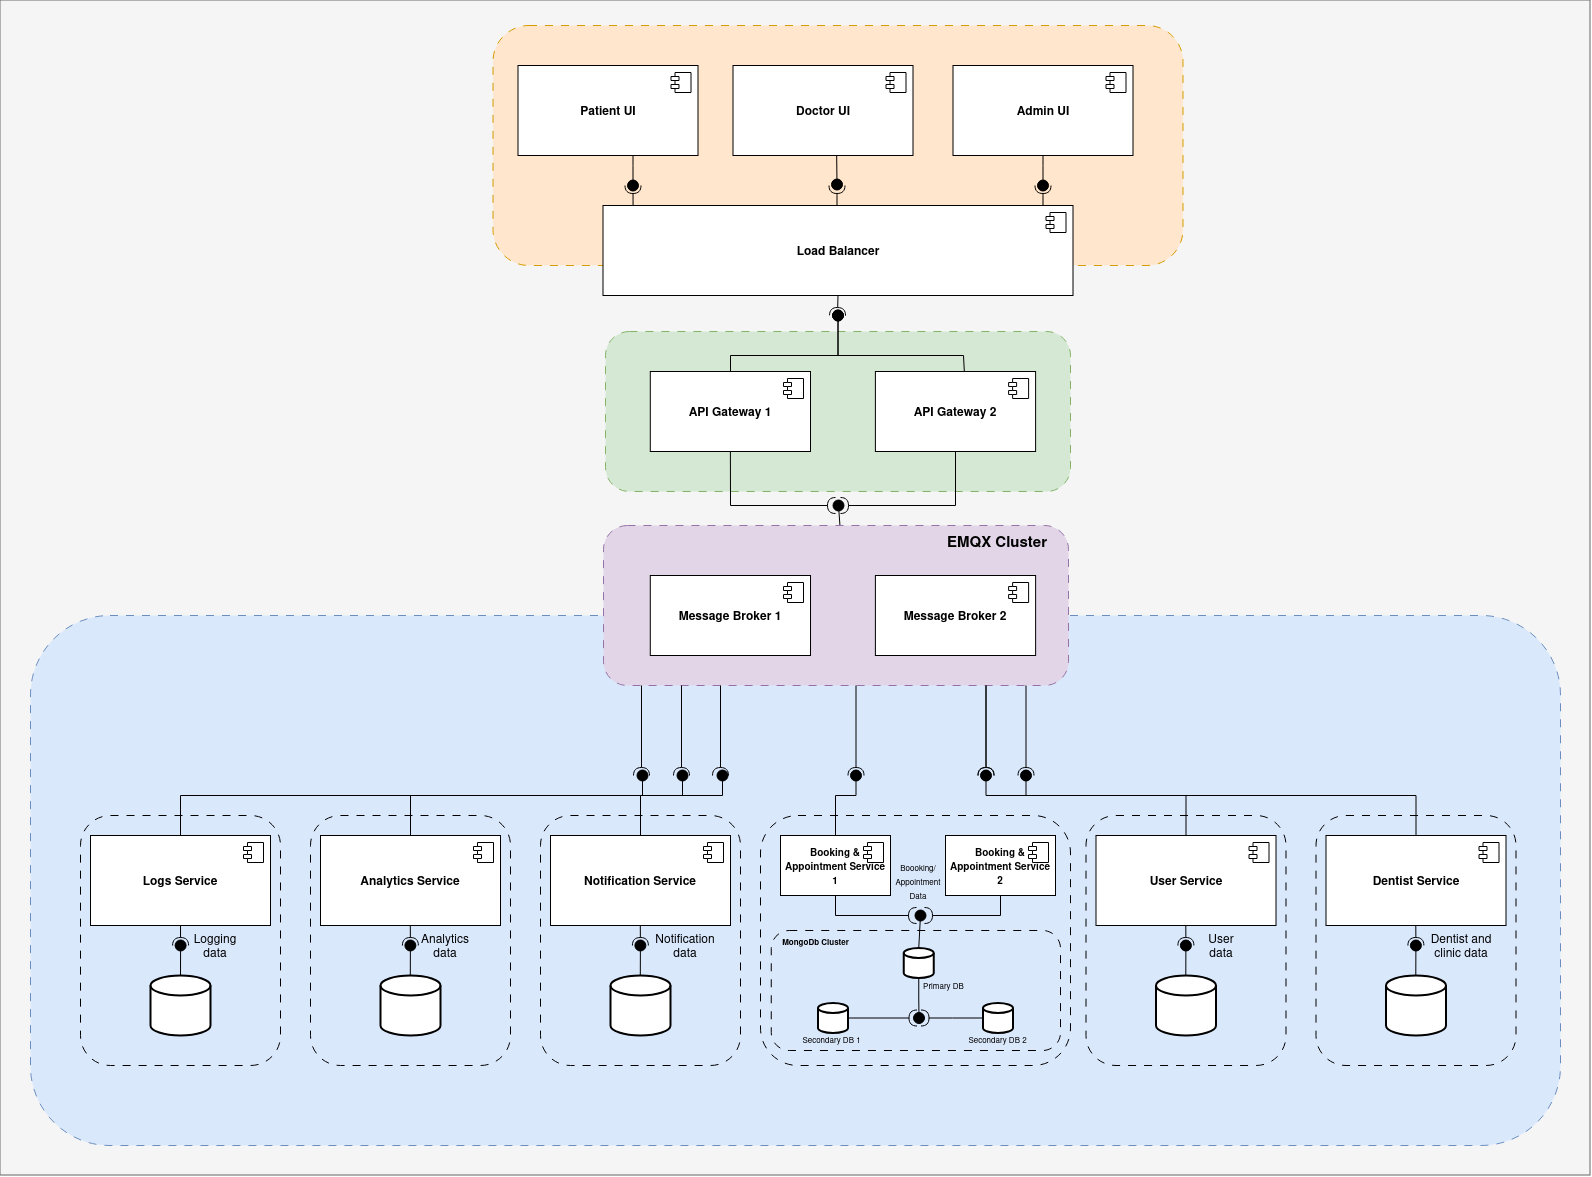 Patient UI
Doctor UI
Admin UI
Load Balancer
API Gateway 1
API Gateway 2
EMQX Cluster
Message Broker 1
Message Broker 2
Logs Service
Logging
data
Analytics Service
Analytics
data
Notification Service
Notification
data
Booking &
Appointment Service
1
Boooking/
Appointment
Data
Booking &
Appointment Service
2
MongoDb Cluster
Primary DB
Secondary DB 1
Secondary DB 2
User Service
User
data
Dentist Service
Dentist and
clinic data